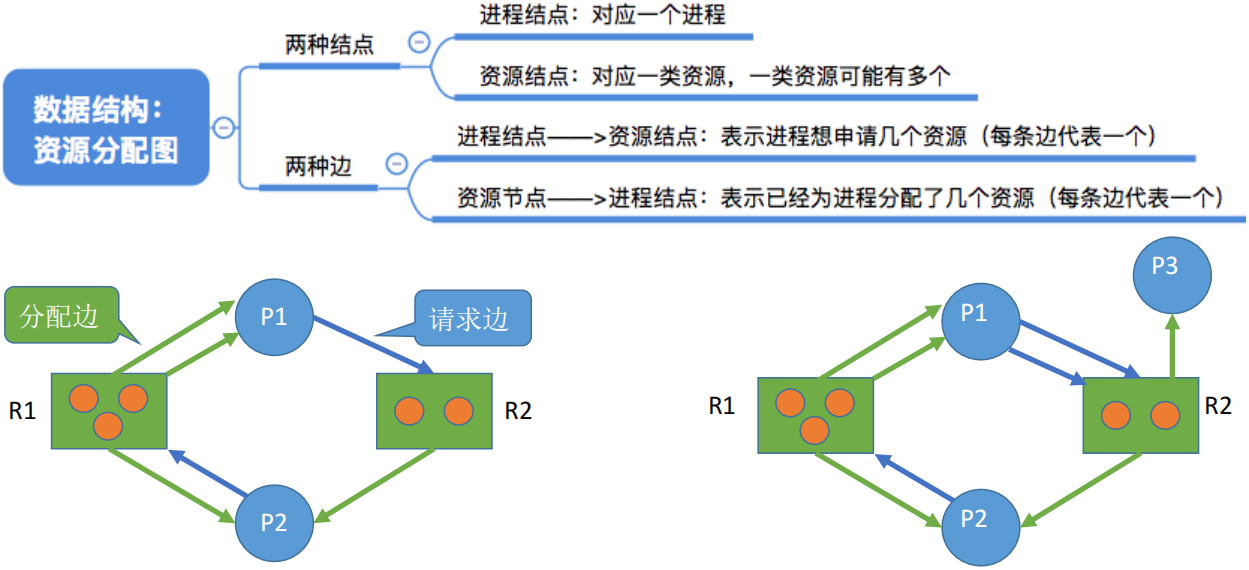 进程结点：对应一个进程
两种结点
资源结点：对应一类资源，一类资源可能有多个
数据结构：
资源分配图
进程结点——>资源结点：表示进程想申请几个资源（每条边代表一个）
两种边
资源节点——>进程结点：表示已经为进程分配了几个资源（每条边代表一个）
分配边
P1
请求边
R1
R2
P2
P3
P1
R1
R2
P2